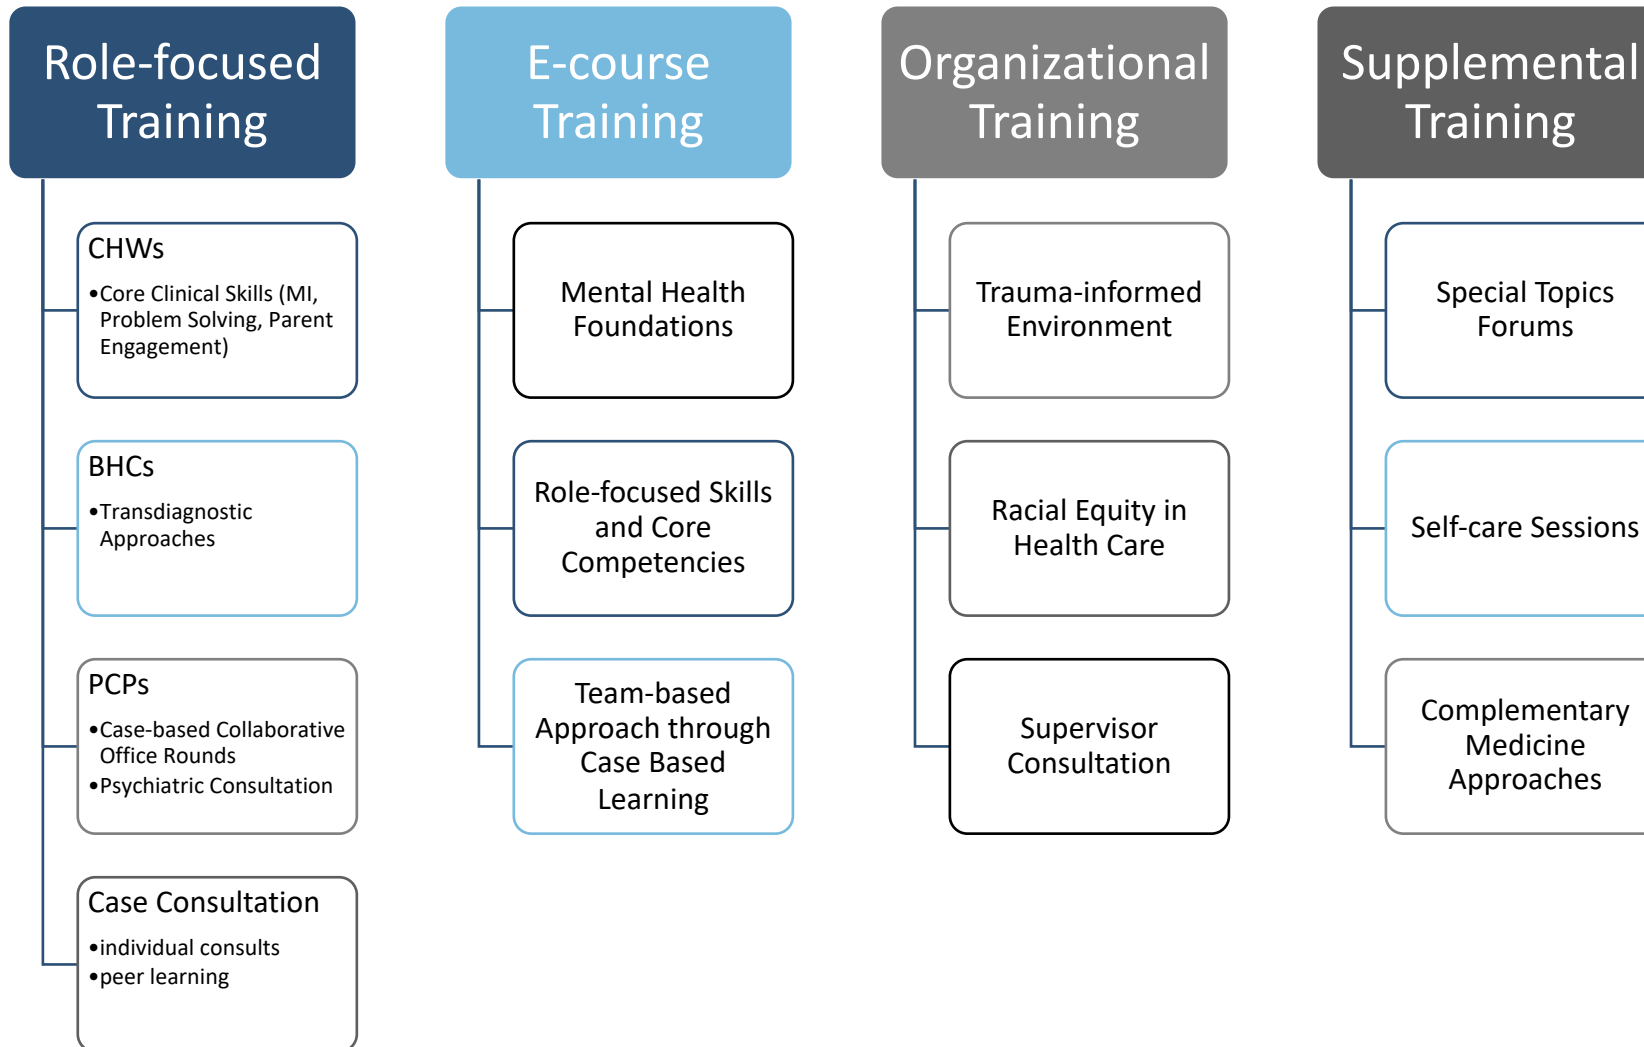 Role-focused
Training
CHWs
•Core Clinical Skills (MI,
Problem Solving, Parent
Engagement)
BHCs
•Transdiagnostic
Approaches
PCPs
•Case-based Collaborative
Office Rounds
•Psychiatric Consultation
Case Consultation
•individual consults
•peer learning
E-course
Training
Mental Health
Foundations
Role-focused Skills
and Core
Competencies
Team-based
Approach through
Case Based
Learning
Organizational
Training
Trauma-informed
Environment
Racial Equity in
Health Care
Supervisor
Consultation
Supplemental
Training
Special Topics
Forums
Self-care Sessions
Complementary
Medicine
Approaches